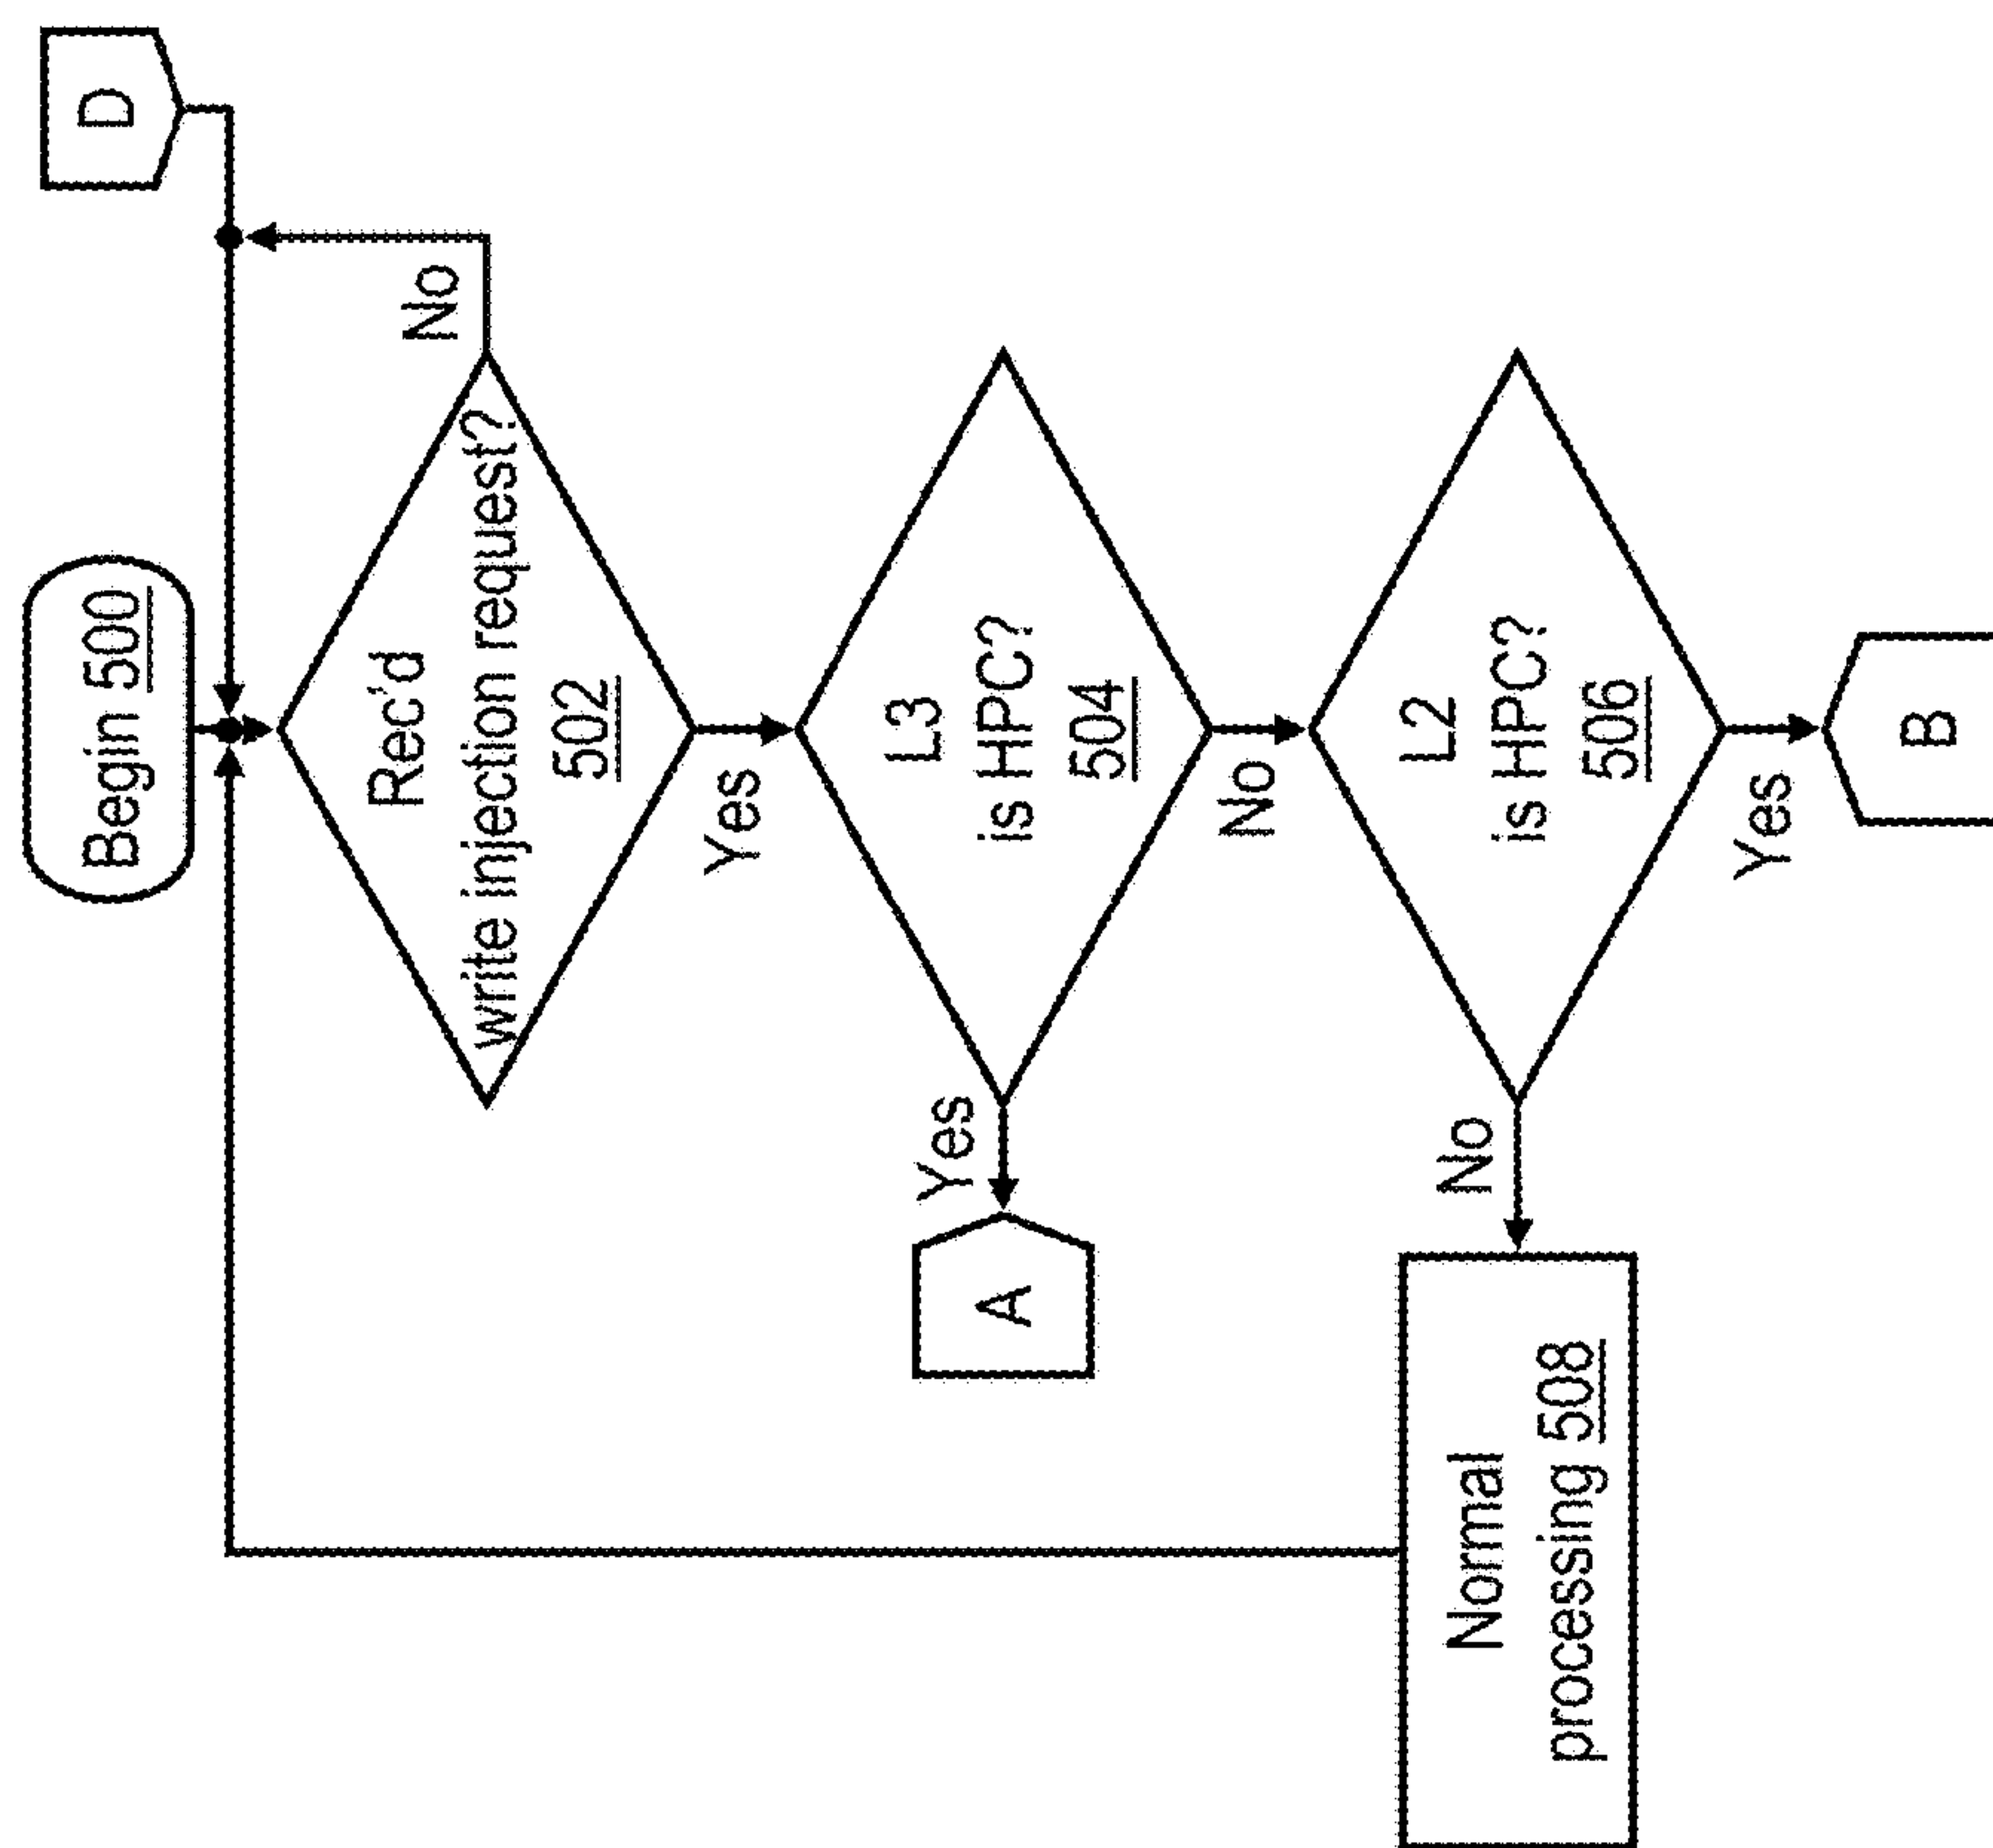 Begin 500
D
Rec'd
write injection request?
502
No
Yes
L3
is HPC?
504
Yes
A
No
L2
is HPC?
506
No
Normal
processing 508
Yes
B